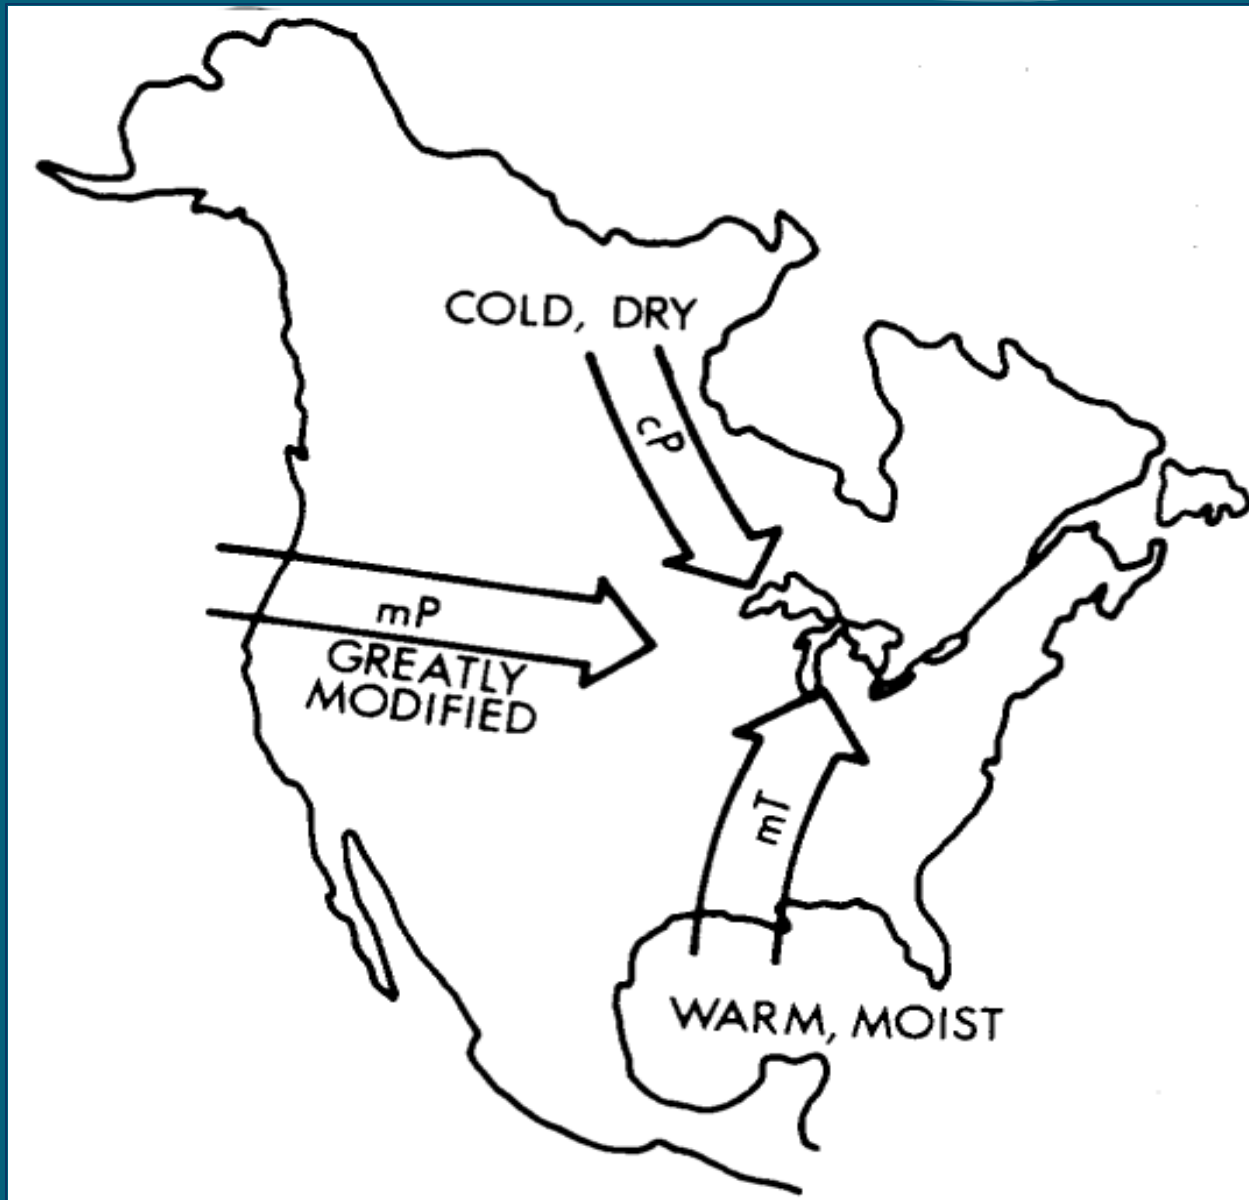 COLD, DRY
cP
mP
GREATLY
MODIFIED
mT
WARM, MOIST